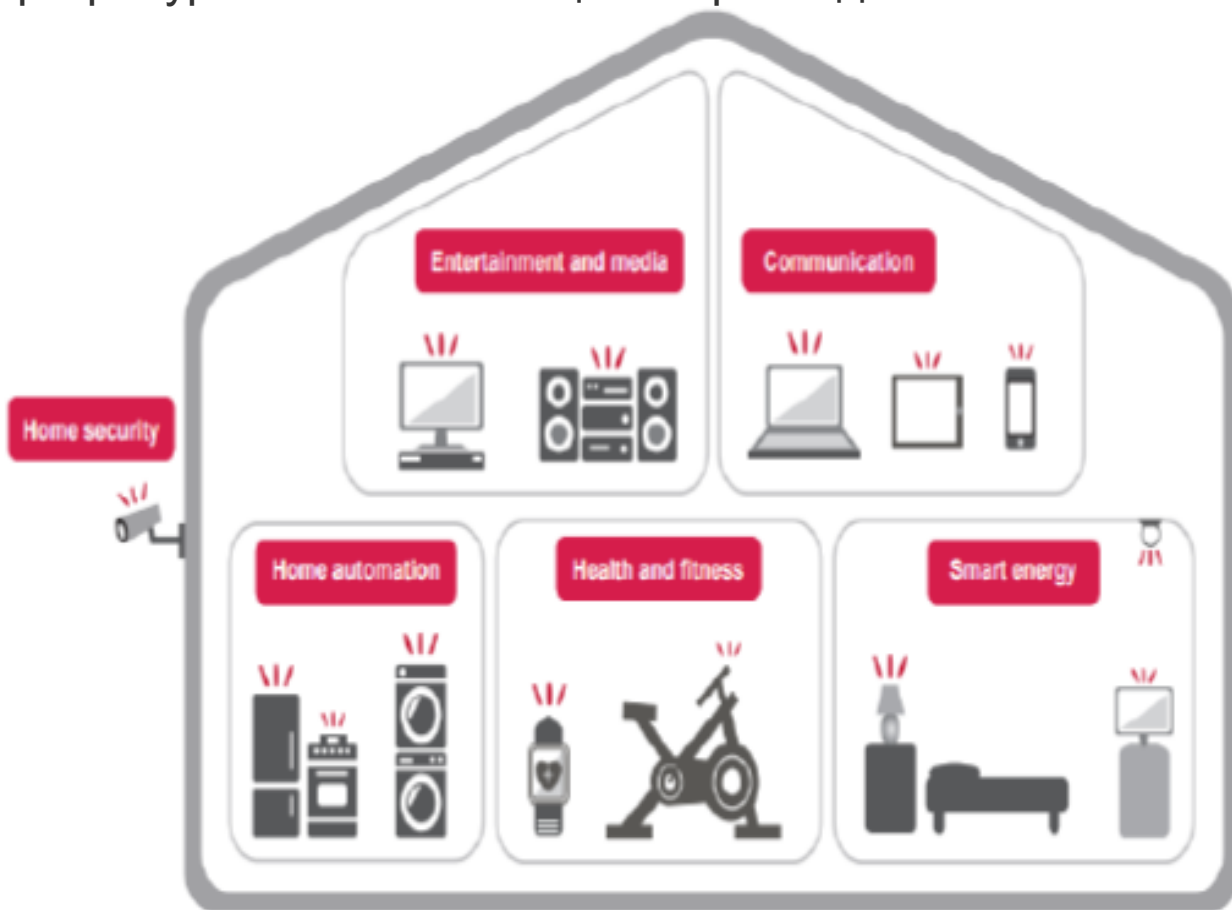 Entertainment and media
Communication
Home security
Home automation
Health and fitness
Smart energy